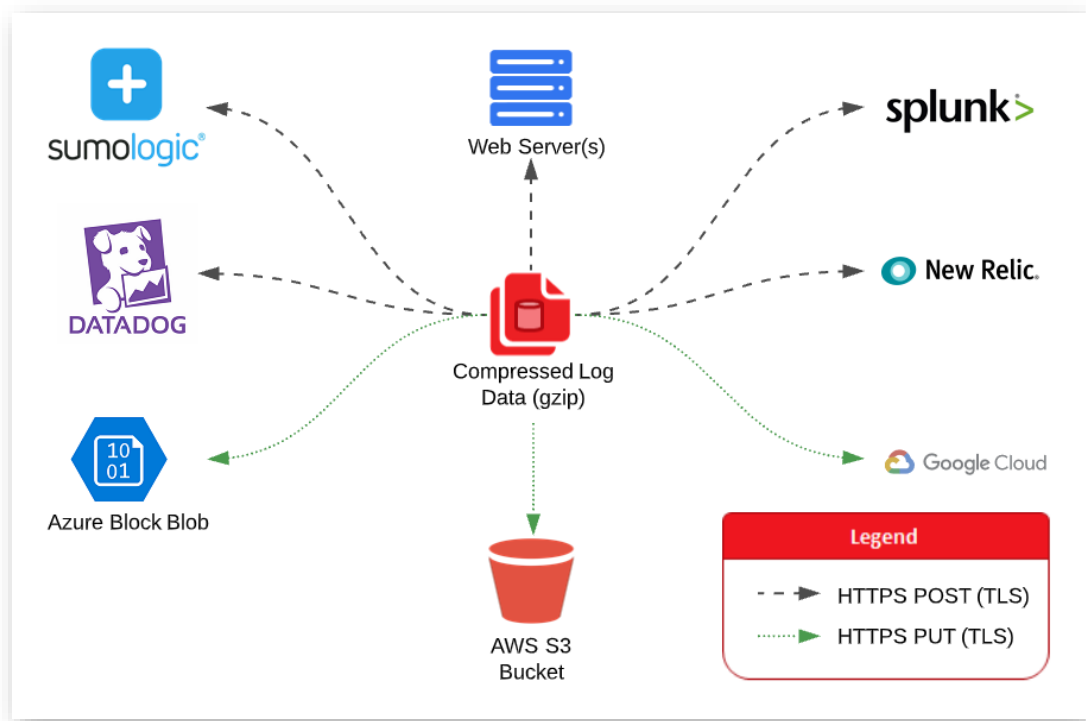 sumologic®
Web Server(s)
splunk>
DATADOG
New Relic.
Compressed Log
Data (gzip)
10
01
Azure Block Blob
Google Cloud
AWS S3
Bucket
Legend
HTTPS POST (TLS)
HTTPS PUT (TLS)